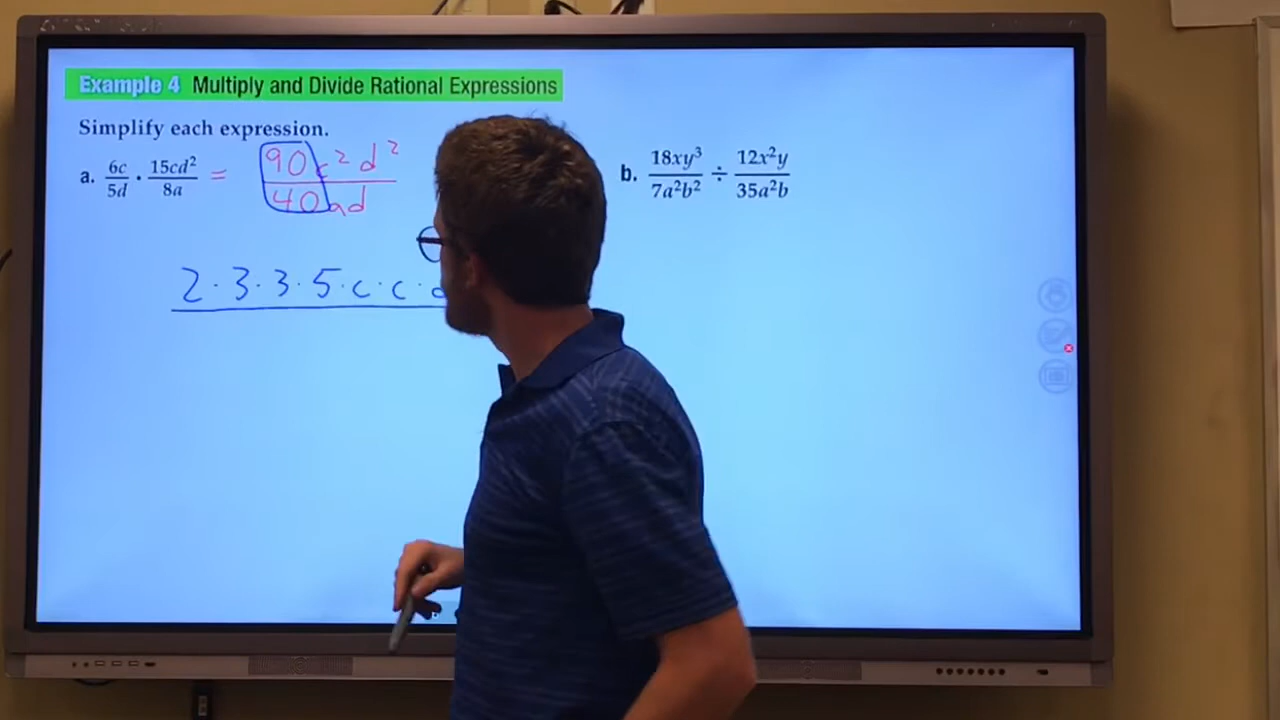 Example 4 Multiply and Divide Rational Expressions
Simplify each expression.
a. 6c/5d · 15cd²/8a = 90c²d²/40ad
2·3·3·5·c·c·
b. 18xy³/7a²b² ÷ 12x²y/35a²b